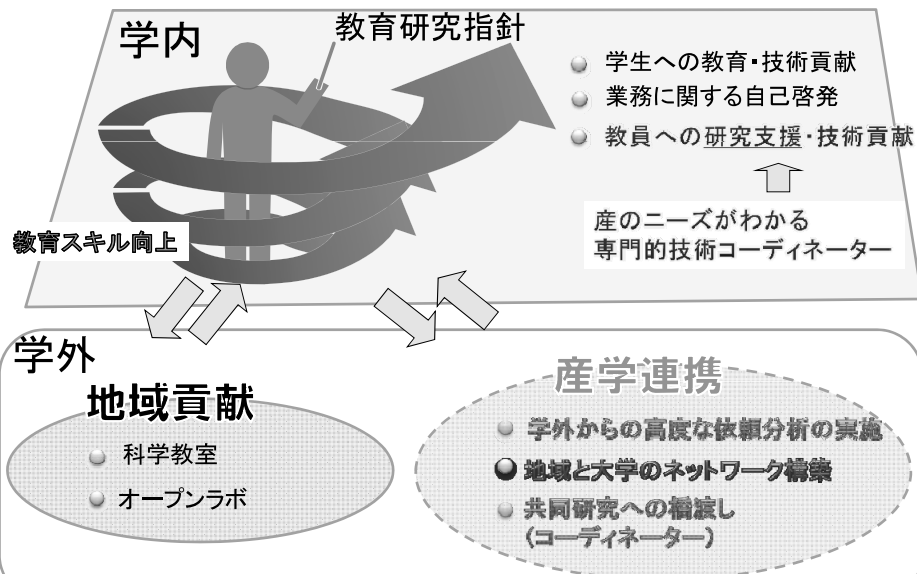 学内
教育研究指針
学生への教育・技術貢献
業務に関する自己啓発
教員への研究支援・技術貢献
産のニーズがわかる
専門的技術コーディネーター
教育スキル向上
学外
地域貢献
科学教室
オープンラボ
産学連携
学外からの高度な依頼分析の実施
地域と大学のネットワーク構築
共同研究への橋渡し
(コーディネーター)